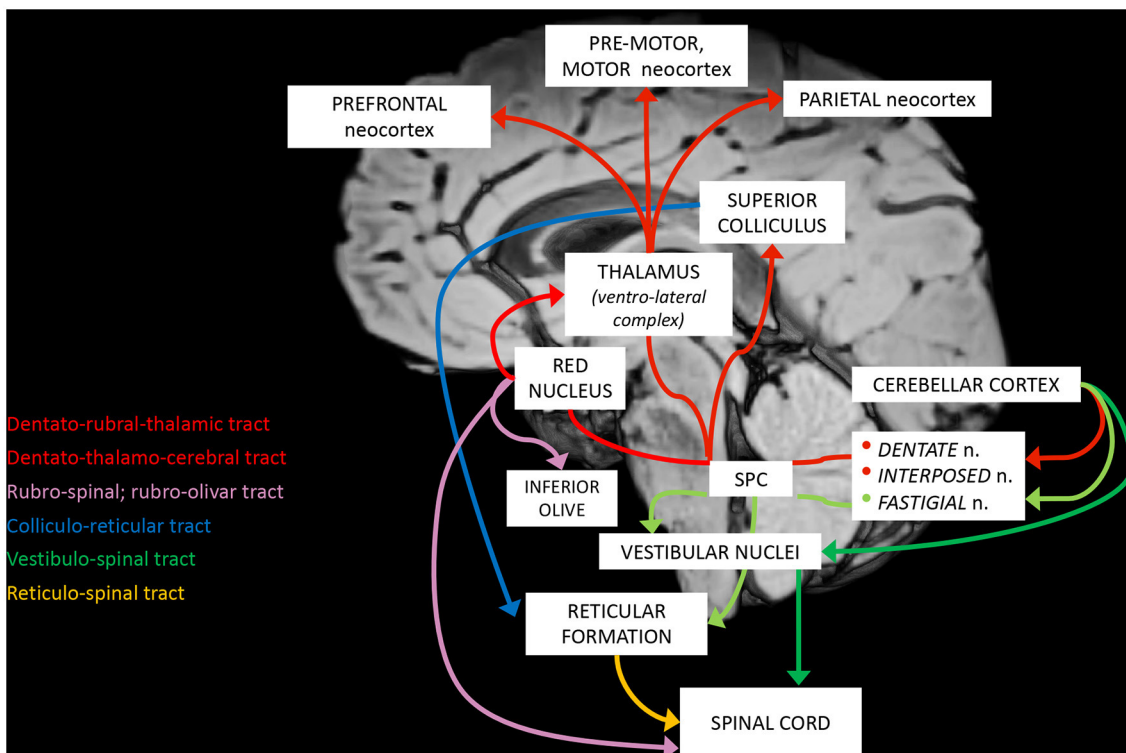 PRE-MOTOR,
MOTOR neocortex
PREFRONTAL
neocortex
PARIETAL neocortex
SUPERIOR
COLLICULUS
THALAMUS
(ventro-lateral
complex)
RED
NUCLEUS
CEREBELLAR CORTEX
Dentato-rubral-thalamic tract
Dentato-thalamo-cerebral tract
Rubro-spinal; rubro-olivar tract
Colliculo-reticular tract
Vestibulo-spinal tract
Reticulo-spinal tract
• DENTATE n.
• INTERPOSED n.
• FASTIGIAL n.
SPC
INFERIOR
OLIVE
VESTIBULAR NUCLEI
RETICULAR
FORMATION
SPINAL CORD